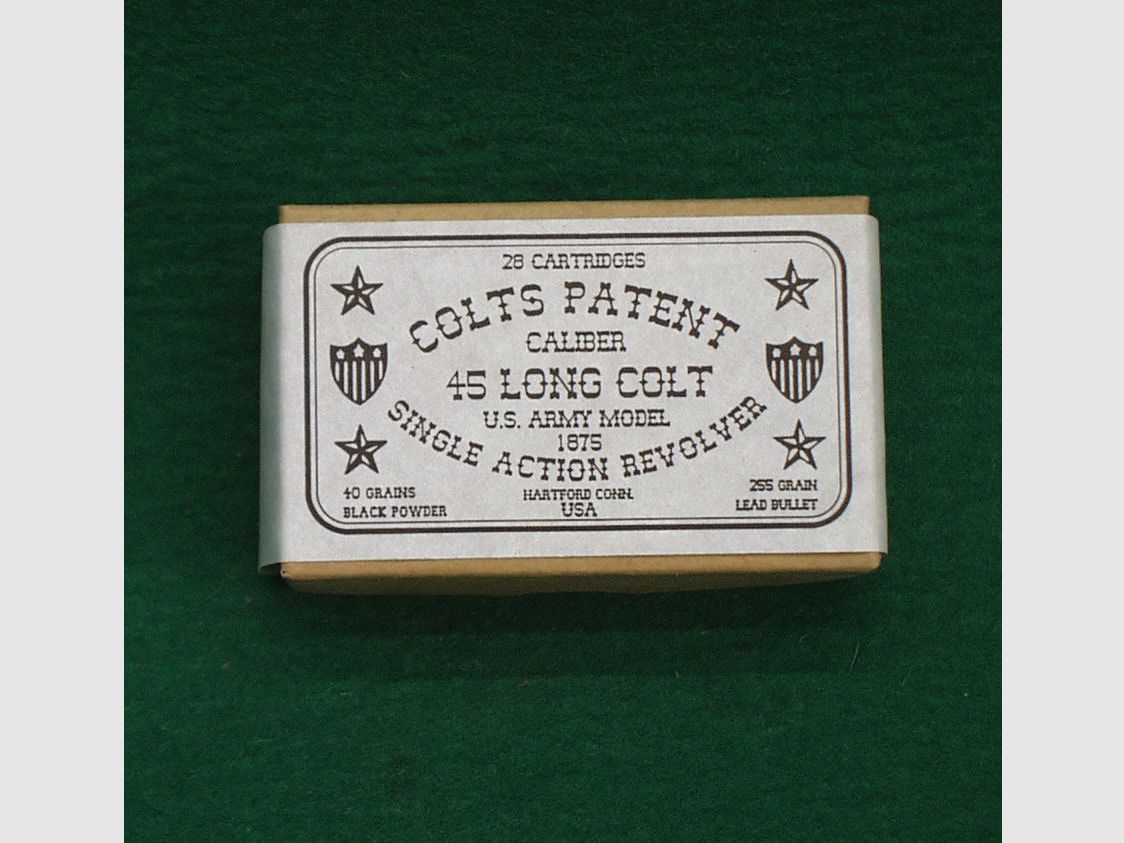 28 CARTRIDGES
COLTS PATENT
CALIBER
45 LONG COLT
U.S. ARMY MODEL
1875
SINGLE ACTION REVOLVER
40 GRAINS
BLACK POWDER
HARTFORD CONN.
USA
255 GRAIN
LEAD BULLET